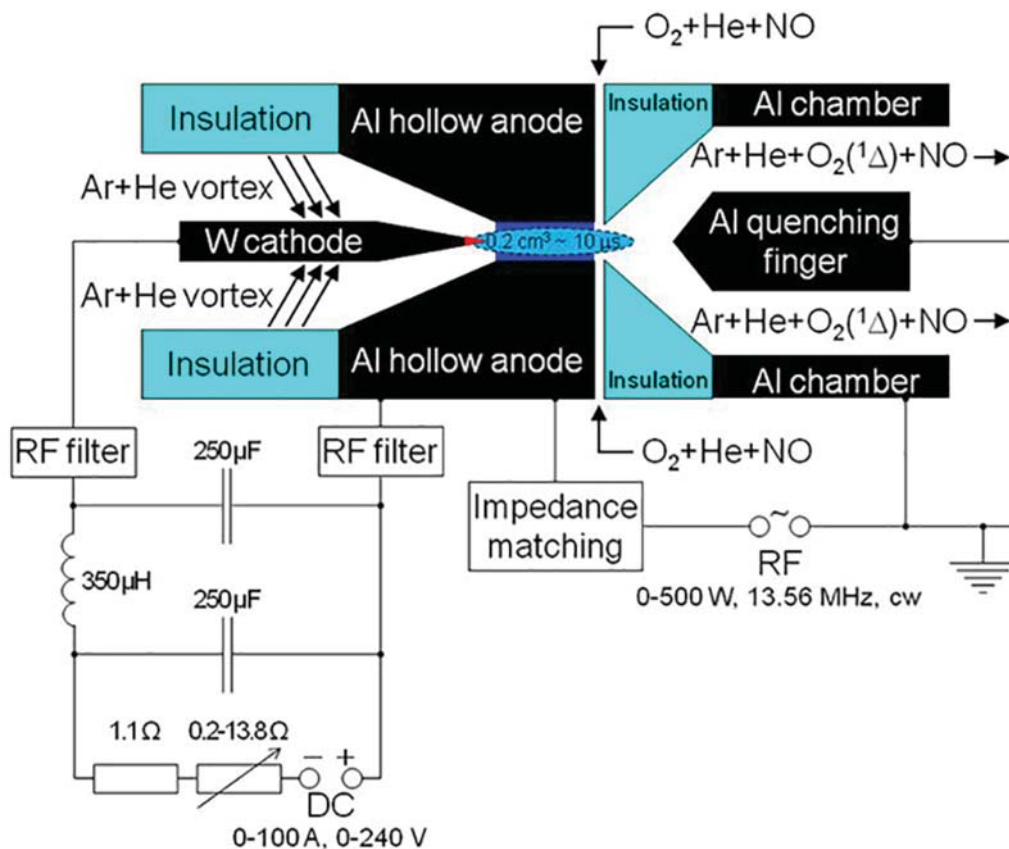 O₂+He+NO
Insulation
Al hollow anode
Insulation
Al chamber
Ar+He vortex
Ar+He+O₂(¹Δ)+NO
W cathode
0.2 cm³ ~ 10 µs
Al quenching
finger
Ar+He vortex
Ar+He+O₂(¹Δ)+NO
Insulation
Al hollow anode
Insulation
Al chamber
RF filter
250µF
RF filter
O₂+He+NO
Impedance
matching
~
RF
0-500 W, 13.56 MHz, cw
350µH
250µF
1.1Ω
0.2-13.8Ω
− +
DC
0-100 A, 0-240 V